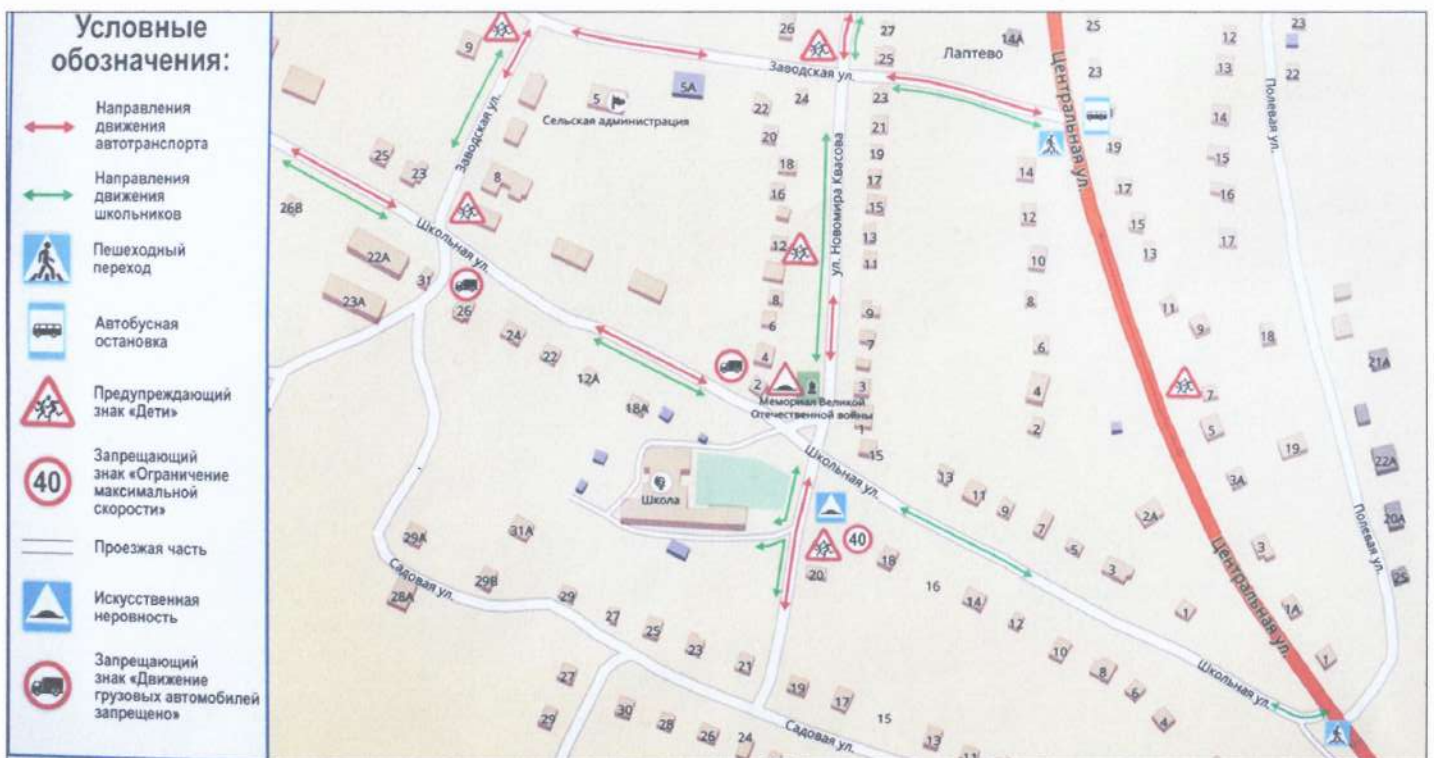 Условные
обозначения:
Направления
движения
автотранспорта
Направления
движения
школьников
Пешеходный
переход
Автобусная
остановка
Предупреждающий
знак «Дети»
40
Запрещающий
знак «Ограничение
максимальной
скорости»
Проезжая часть
Искусственная
неровность
Запрещающий
знак «Движение
грузовых автомобилей
запрещено»
9
26
27
25
14А
Лаптево
25
12
23
Заводская ул.
23
13
22
5
Сельская администрация
5А
22
24
23
Центральная ул.
Полевая ул.
Заводская ул.
20
21
14
19
25
23
8
18
19
14
15
16
17
17
16
26В
Школьная ул.
15
12
15
17
12
13
13
ул. Новомира Квасова
11
10
22А
31
23А
26
8
9
8
11
9
18
6
24
22
7
6
21А
4
12А
2
3
4
7
Мемориал Великой
Отечественной войны
18А
1
2
5
19
22А
15
Школьная ул.
Школа
13
11
9
3А
7
2А
20А
Полевая ул.
5
3
3
Центральная ул.
29А
31А
40
18
20
16
14
12
1
1А
21
Садовая ул.
28А
29В
29
27
25
23
21
10
8
6
4
1
Школьная ул.
27
29
30
28
26
24
19
17
15
13
11
Садовая ул.